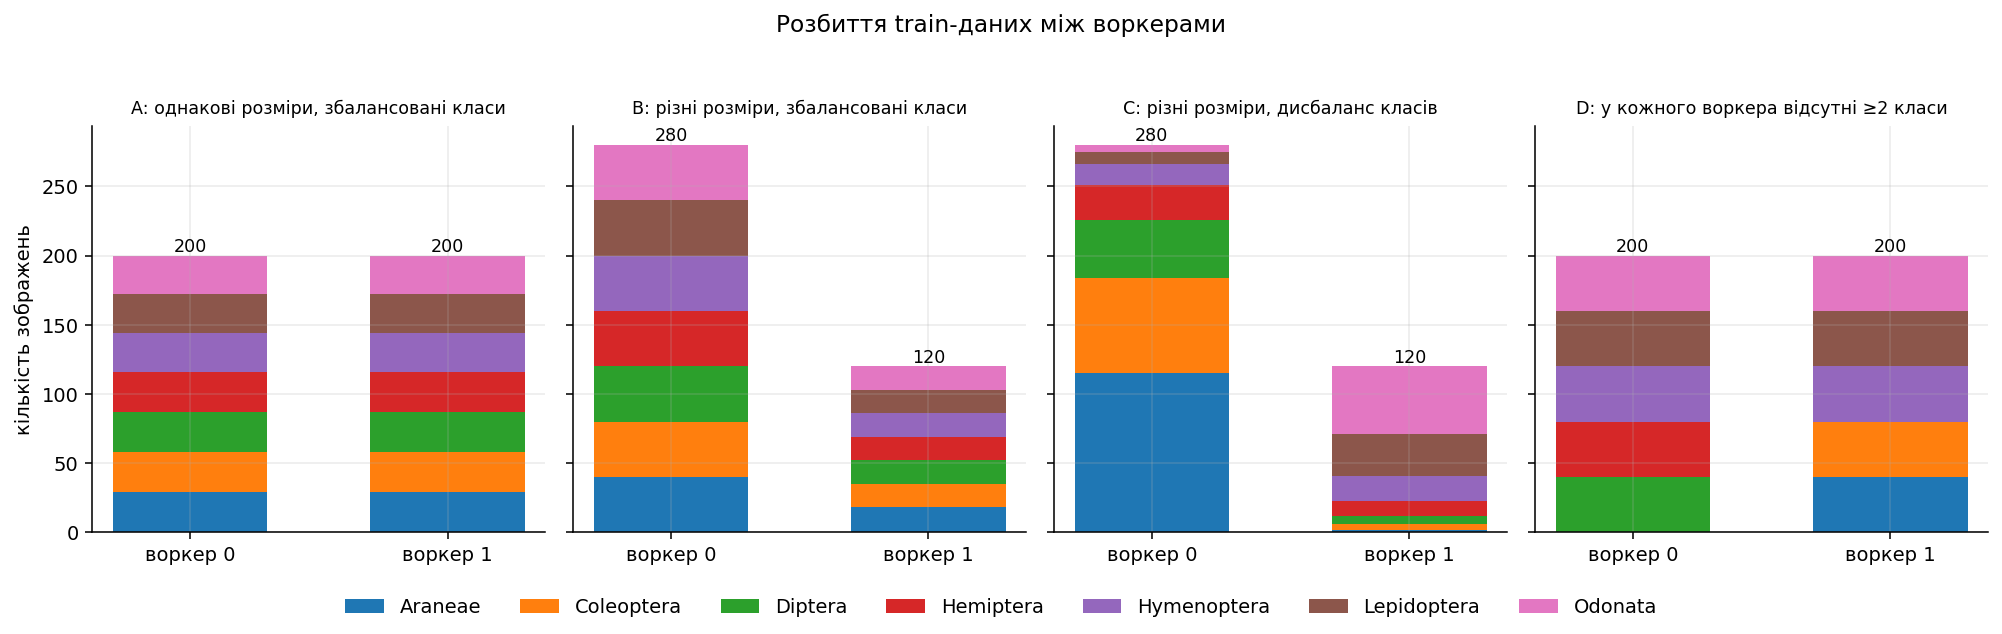 Розбиття train-даних між воркерами
A: однакові розміри, збалансовані класи
B: різні розміри, збалансовані класи
C: різні розміри, дисбаланс класів
D: у кожного воркера відсутні ≥2 класи
кількість зображень
250
200
150
100
50
0
200
200
280
120
280
120
200
200
воркер 0
воркер 1
воркер 0
воркер 1
воркер 0
воркер 1
воркер 0
воркер 1
Araneae
Coleoptera
Diptera
Hemiptera
Hymenoptera
Lepidoptera
Odonata